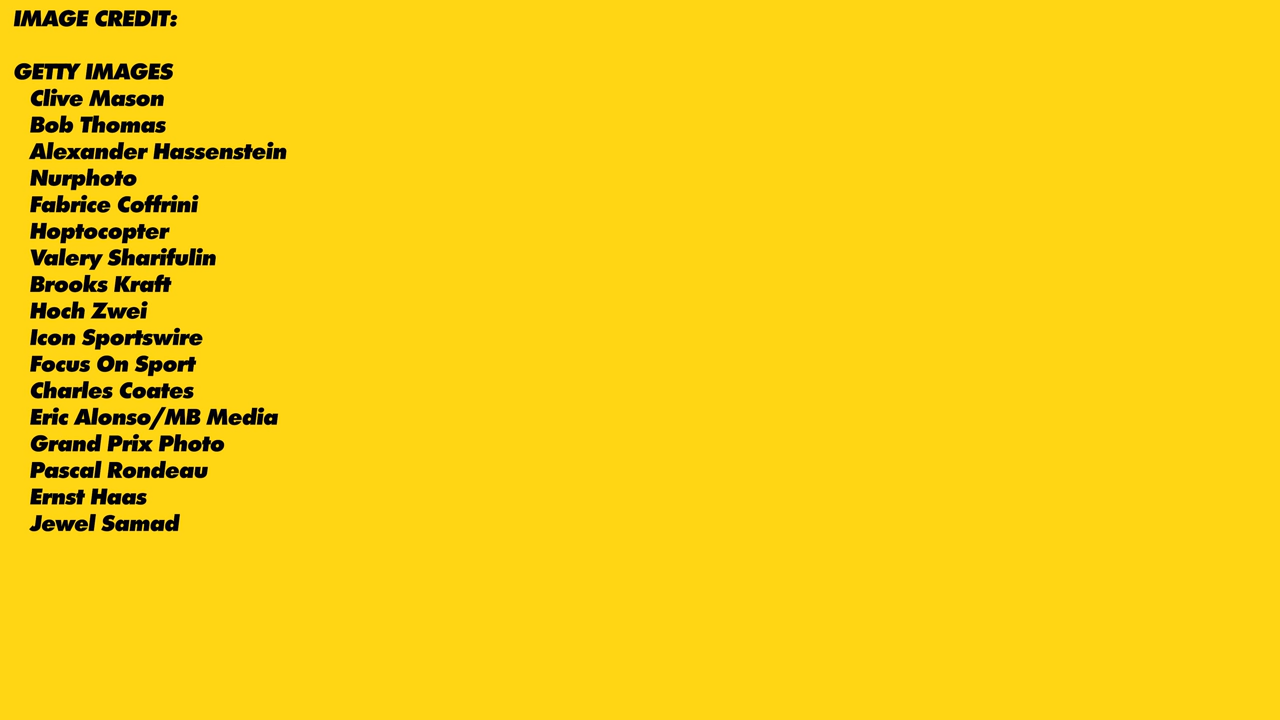 IMAGE CREDIT:
GETTY IMAGES
Clive Mason
Bob Thomas
Alexander Hassenstein
Nurphoto
Fabrice Coffrini
Hoptocopter
Valery Sharifulin
Brooks Kraft
Hoch Zwei
Icon Sportswire
Focus On Sport
Charles Coates
Eric Alonso/MB Media
Grand Prix Photo
Pascal Rondeau
Ernst Haas
Jewel Samad